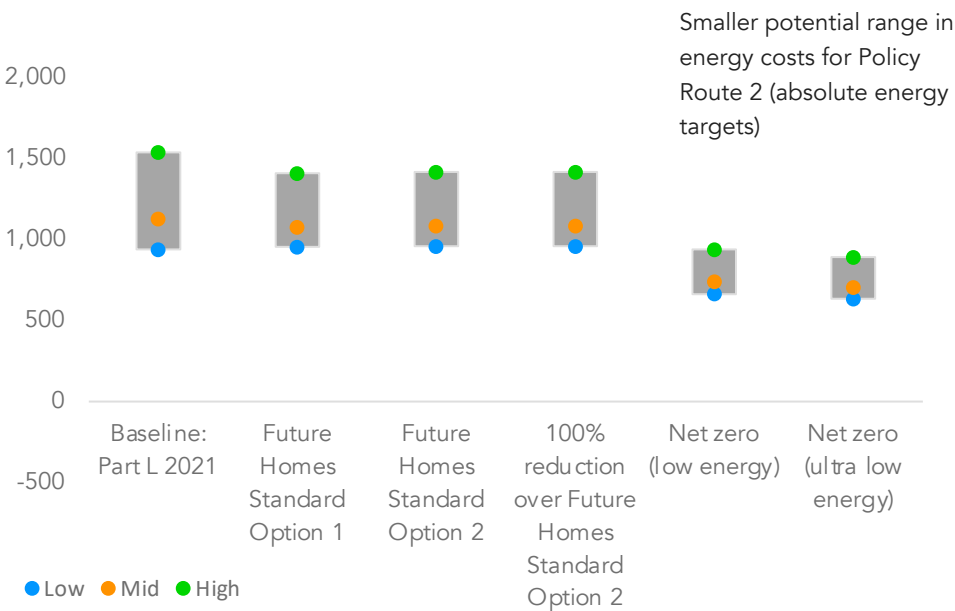 Smaller potential range in
energy costs for Policy
Route 2 (absolute energy
targets)
2,000
1,500
1,000
500
0
-500
Baseline:
Part L 2021
Future
Homes
Standard
Option 1
Future
Homes
Standard
Option 2
100%
reduction
over Future
Homes
Standard
Option 2
Net zero
(low energy)
Net zero
(ultra low
energy)
Low Mid High